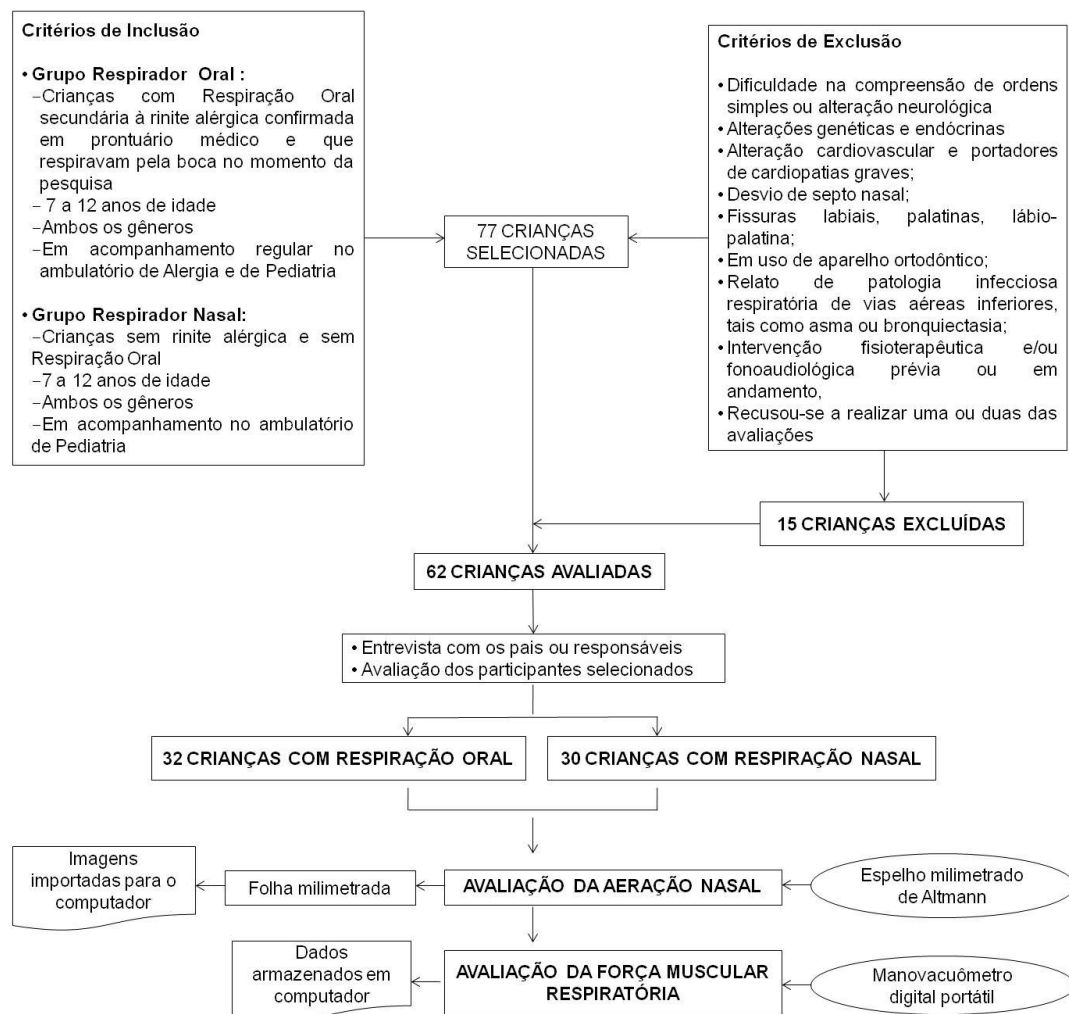 Critérios de Inclusão
• Grupo Respirador Oral :
–Crianças com Respiração Oral
secundária à rinite alérgica confirmada
em prontuário médico e que
respiravam pela boca no momento da
pesquisa
– 7 a 12 anos de idade
–Ambos os gêneros
–Em acompanhamento regular no
ambulatório de Alergia e de Pediatria
• Grupo Respirador Nasal:
–Crianças sem rinite alérgica e sem
Respiração Oral
–7 a 12 anos de idade
–Ambos os gêneros
–Em acompanhamento no ambulatório
de Pediatria
Critérios de Exclusão
• Dificuldade na compreensão de ordens
simples ou alteração neurológica
• Alterações genéticas e endócrinas
• Alteração cardiovascular e portadores
de cardiopatias graves;
• Desvio de septo nasal;
• Fissuras labiais, palatinas, lábio-
palatina;
• Em uso de aparelho ortodôntico;
• Relato de patologia infecciosa
respiratória de vias aéreas inferiores,
tais como asma ou bronquiectasia;
• Intervenção fisioterapêutica e/ou
fonoaudiológica prévia ou em
andamento,
• Recusou-se a realizar uma ou duas das
avaliações
77 CRIANÇAS
SELECIONADAS
15 CRIANÇAS EXCLUÍDAS
62 CRIANÇAS AVALIADAS
• Entrevista com os pais ou responsáveis
• Avaliação dos participantes selecionados
32 CRIANÇAS COM RESPIRAÇÃO ORAL
30 CRIANÇAS COM RESPIRAÇÃO NASAL
Imagens
importadas para o
computador
Folha milimetrada
AVALIAÇÃO DA AERAÇÃO NASAL
Espelho milimetrado
de Altmann
Dados
armazenados em
computador
AVALIAÇÃO DA FORÇA MUSCULAR
RESPIRATÓRIA
Manovacuômetro
digital portátil